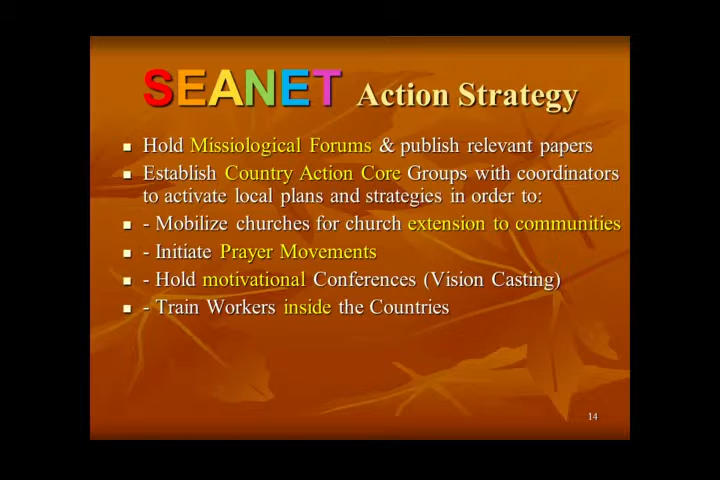 SEANET Action Strategy
Hold Missiological Forums & publish relevant papers
Establish Country Action Core Groups with coordinators
to activate local plans and strategies in order to:
- Mobilize churches for church extension to communities
- Initiate Prayer Movements
- Hold motivational Conferences (Vision Casting)
- Train Workers inside the Countries
14